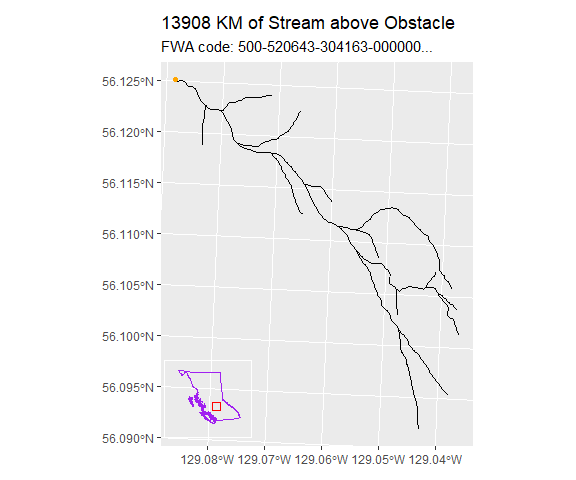 13908 KM of Stream above Obstacle
FWA code: 500-520643-304163-000000...
56.125°N
56.120°N
56.115°N
56.110°N
56.105°N
56.100°N
56.095°N
56.090°N
129.08°W 129.07°W 129.06°W 129.05°W 129.04°W